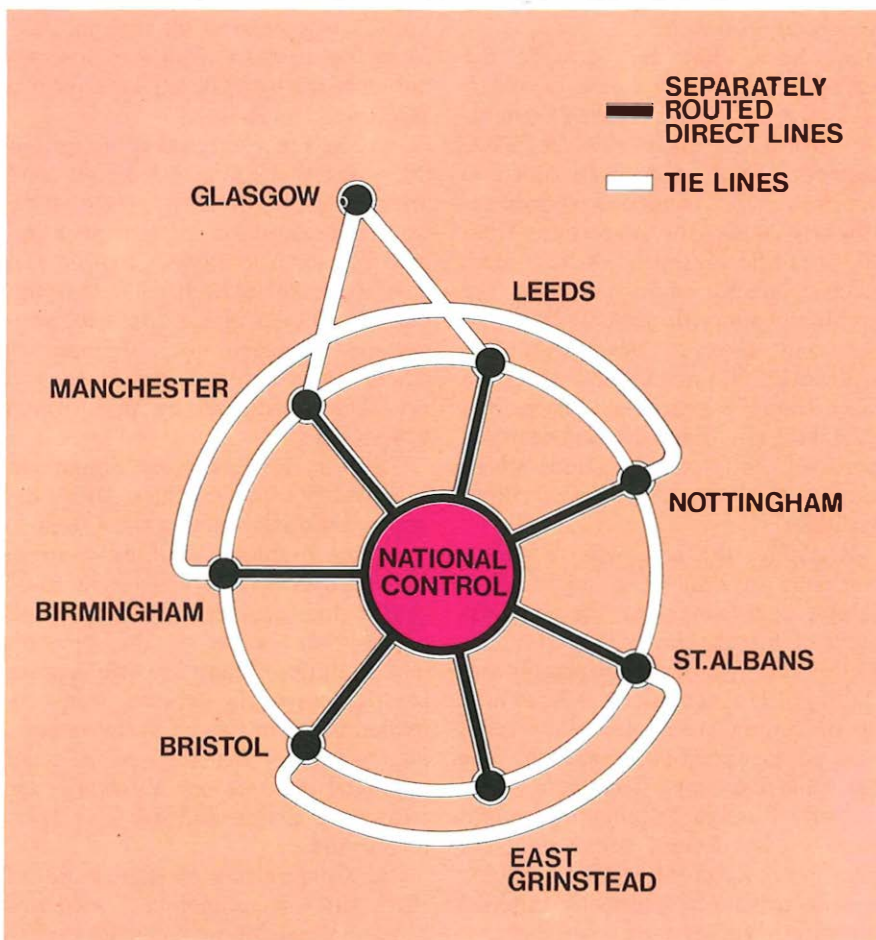 SEPARATELY
ROUTED
DIRECT LINES
TIE LINES
GLASGOW
LEEDS
MANCHESTER
NOTTINGHAM
NATIONAL
CONTROL
BIRMINGHAM
ST.ALBANS
BRISTOL
EAST
GRINSTEAD